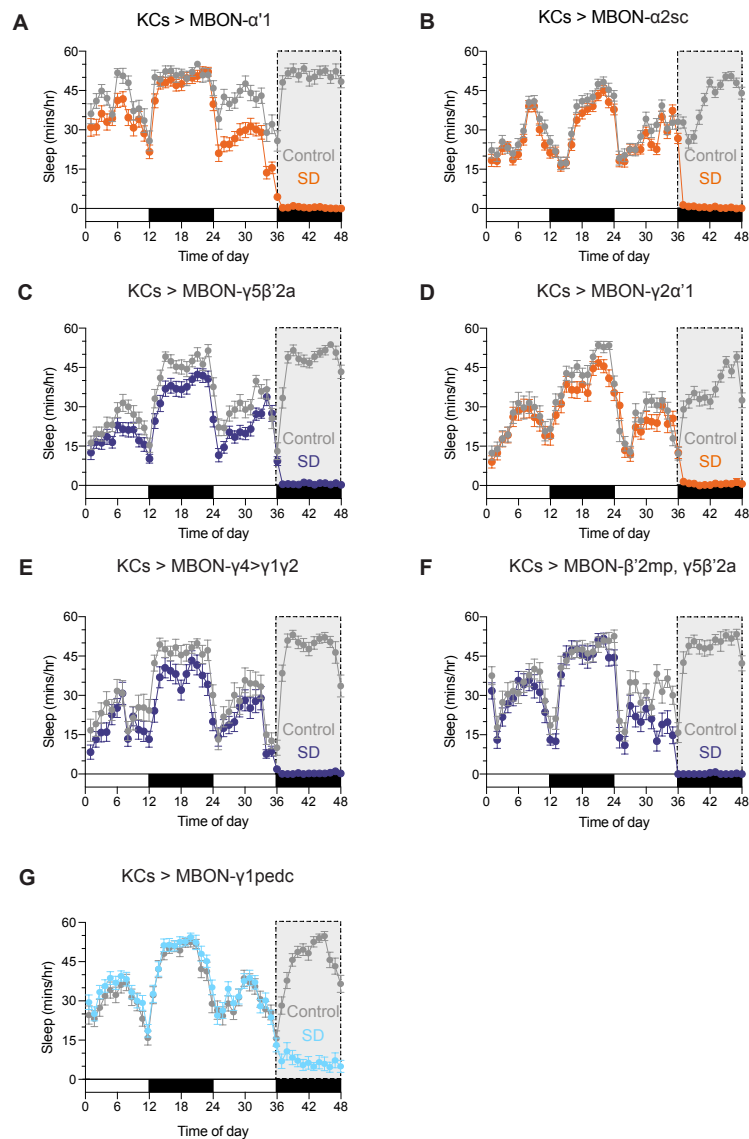 A
KCs > MBON-α'1
Sleep (mins/hr)
60
45
30
15
0
Control
SD
0 6 12 18 24 30 36 42 48
Time of day
B
KCs > MBON-α2sc
Sleep (mins/hr)
60
45
30
15
0
Control
SD
0 6 12 18 24 30 36 42 48
Time of day
C
KCs > MBON-γ5β'2a
Sleep (mins/hr)
60
45
30
15
0
Control
SD
0 6 12 18 24 30 36 42 48
Time of day
D
KCs > MBON-γ2α'1
Sleep (mins/hr)
60
45
30
15
0
Control
SD
0 6 12 18 24 30 36 42 48
Time of day
E
KCs > MBON-γ4>γ1γ2
Sleep (mins/hr)
60
45
30
15
0
Control
SD
0 6 12 18 24 30 36 42 48
Time of day
F
KCs > MBON-β'2mp, γ5β'2a
Sleep (mins/hr)
60
45
30
15
0
Control
SD
0 6 12 18 24 30 36 42 48
Time of day
G
KCs > MBON-γ1pedc
Sleep (mins/hr)
60
45
30
15
0
Control
SD
0 6 12 18 24 30 36 42 48
Time of day